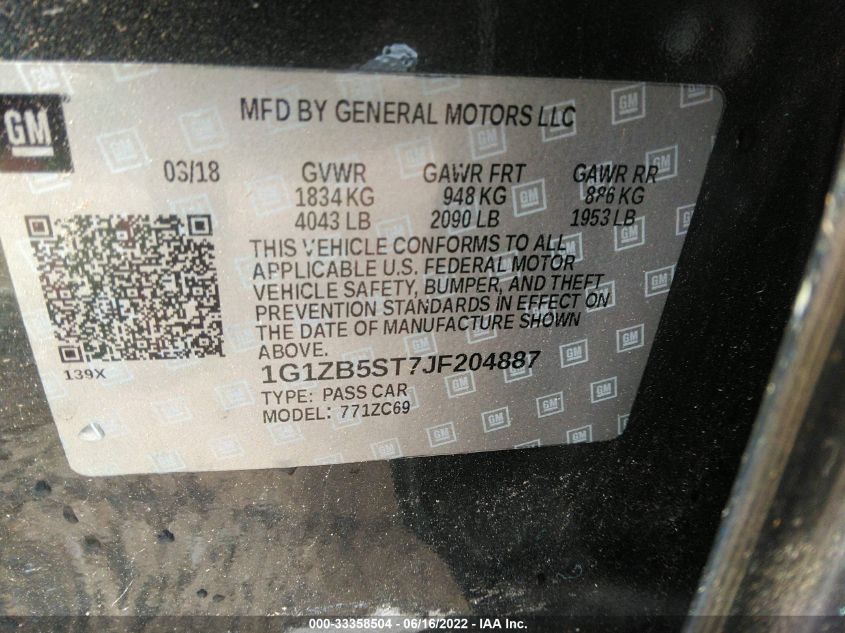 GM
MFD BY GENERAL MOTORS LLC
03/18 GVWR GAWR FRT GAWR RR
1834 KG 948 KG 886 KG
4043 LB 2090 LB 1953 LB
THIS VEHICLE CONFORMS TO ALL
APPLICABLE U.S. FEDERAL MOTOR
VEHICLE SAFETY, BUMPER, AND THEFT
PREVENTION STANDARDS IN EFFECT ON
THE DATE OF MANUFACTURE SHOWN
ABOVE.
139X
1G1ZB5ST7JF204887
TYPE: PASS CAR
MODEL: 771ZC69
000-33358504 - 06/16/2022 - IAA Inc.